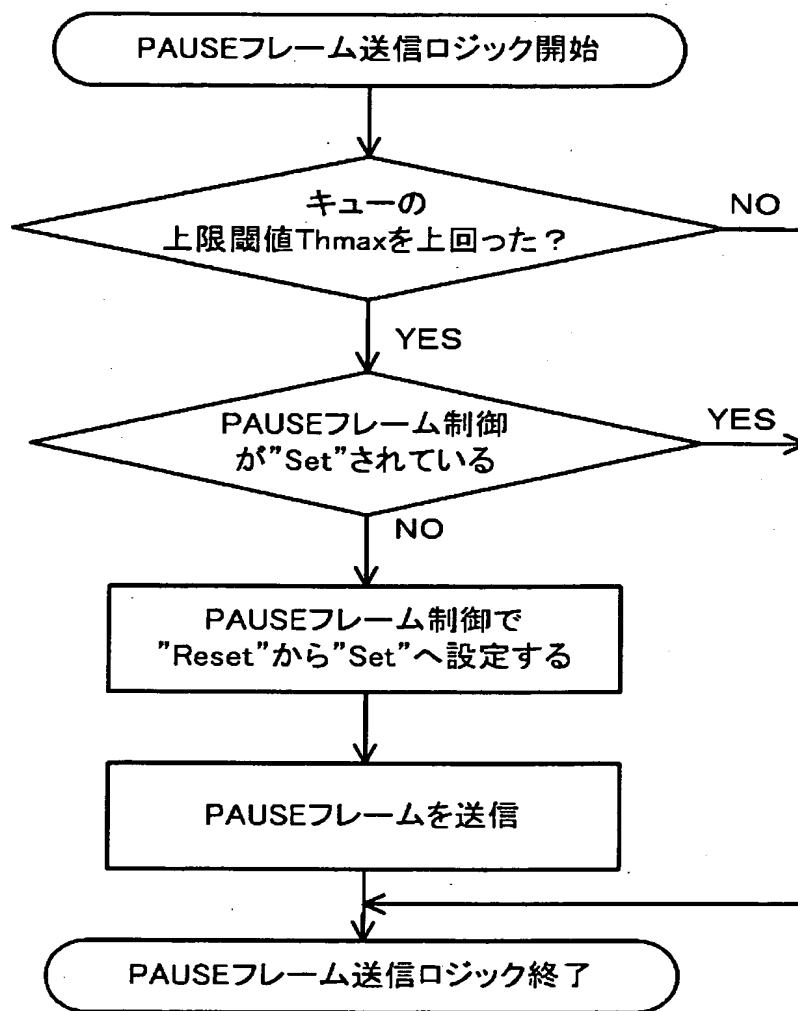 PAUSEフレーム送信ロジック開始
キューの
上限閾値Thmaxを上回った？
NO
YES
PAUSEフレーム制御
が”Set”されている
YES
NO
PAUSEフレーム制御で
”Reset”から”Set”へ設定する
PAUSEフレームを送信
PAUSEフレーム送信ロジック終了